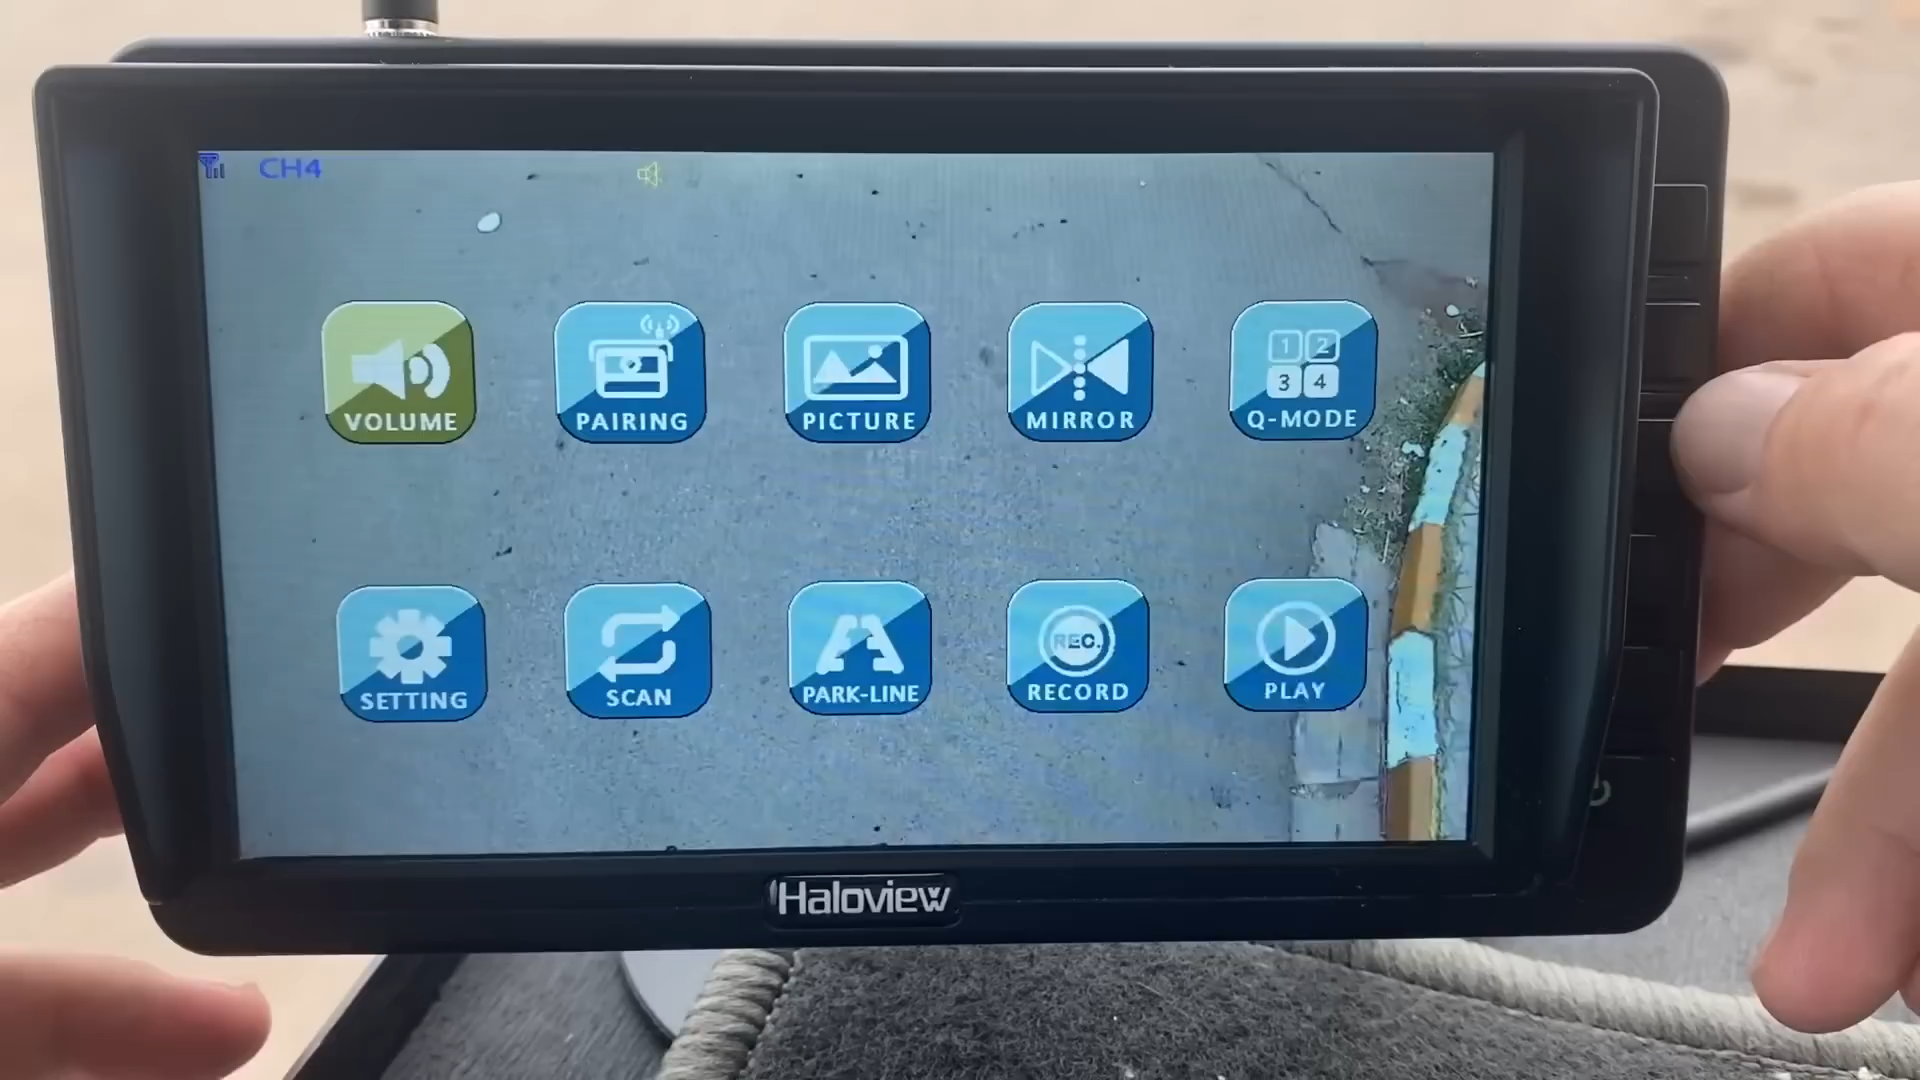 CH4
VOLUME
PAIRING
PICTURE
MIRROR
1 2
3 4
Q-MODE
SETTING
SCAN
PARK-LINE
REC.
RECORD
PLAY
Haloview